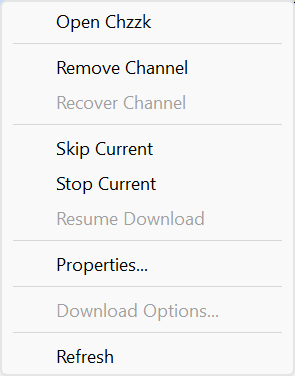 Open Chzzk
Remove Channel
Recover Channel
Skip Current
Stop Current
Resume Download
Properties...
Download Options...
Refresh